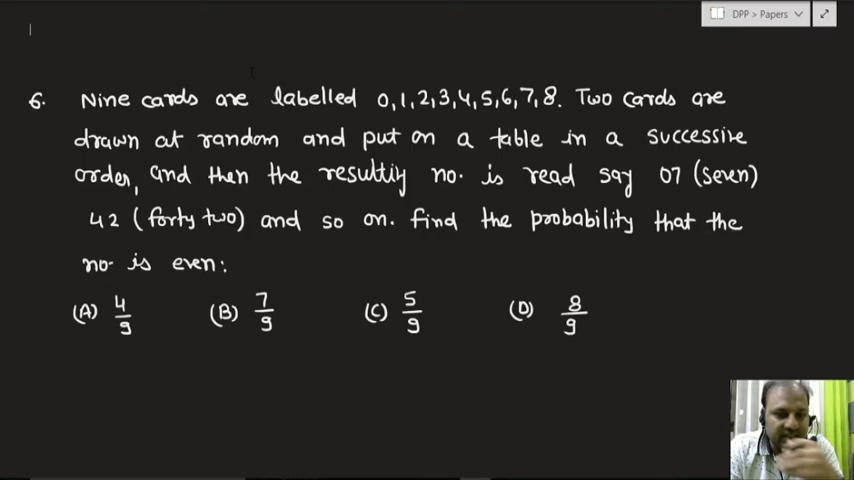 DPP > Papers
6. Nine cards are labelled 0,1,2,3,4,5,6,7,8. Two cards are
drawn at random and put on a table in a successive
order, and then the resultiy no. is read say 07 (seven)
42 (forty two) and so on. find the probability that the
no. is even:
(A) 4/9 (B) 7/9 (C) 5/9 (D) 8/9